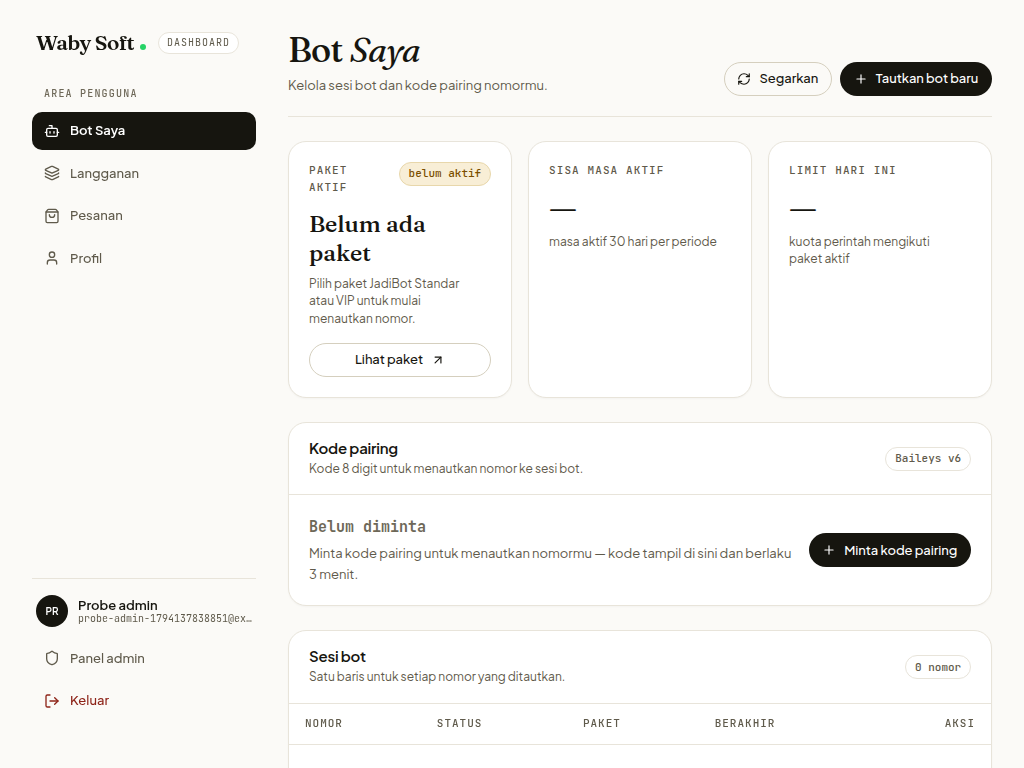 Waby Soft
DASHBOARD
AREA PENGGUNA
Bot Saya
Langganan
Pesanan
Profil
PR
Probe admin
probe-admin-1794137838851@ex…
Panel admin
Keluar
Bot Saya
Kelola sesi bot dan kode pairing nomormu.
Segarkan
Tautkan bot baru
PAKET
AKTIF
belum aktif
Belum ada
paket
Pilih paket JadiBot Standar
atau VIP untuk mulai
menautkan nomor.
Lihat paket
SISA MASA AKTIF
—
masa aktif 30 hari per periode
LIMIT HARI INI
—
kuota perintah mengikuti
paket aktif
Kode pairing
Kode 8 digit untuk menautkan nomor ke sesi bot.
Baileys v6
Belum diminta
Minta kode pairing untuk menautkan nomormu — kode tampil di sini dan berlaku
3 menit.
Minta kode pairing
Sesi bot
Satu baris untuk setiap nomor yang ditautkan.
0 nomor
NOMOR STATUS PAKET BERAKHIR AKSI